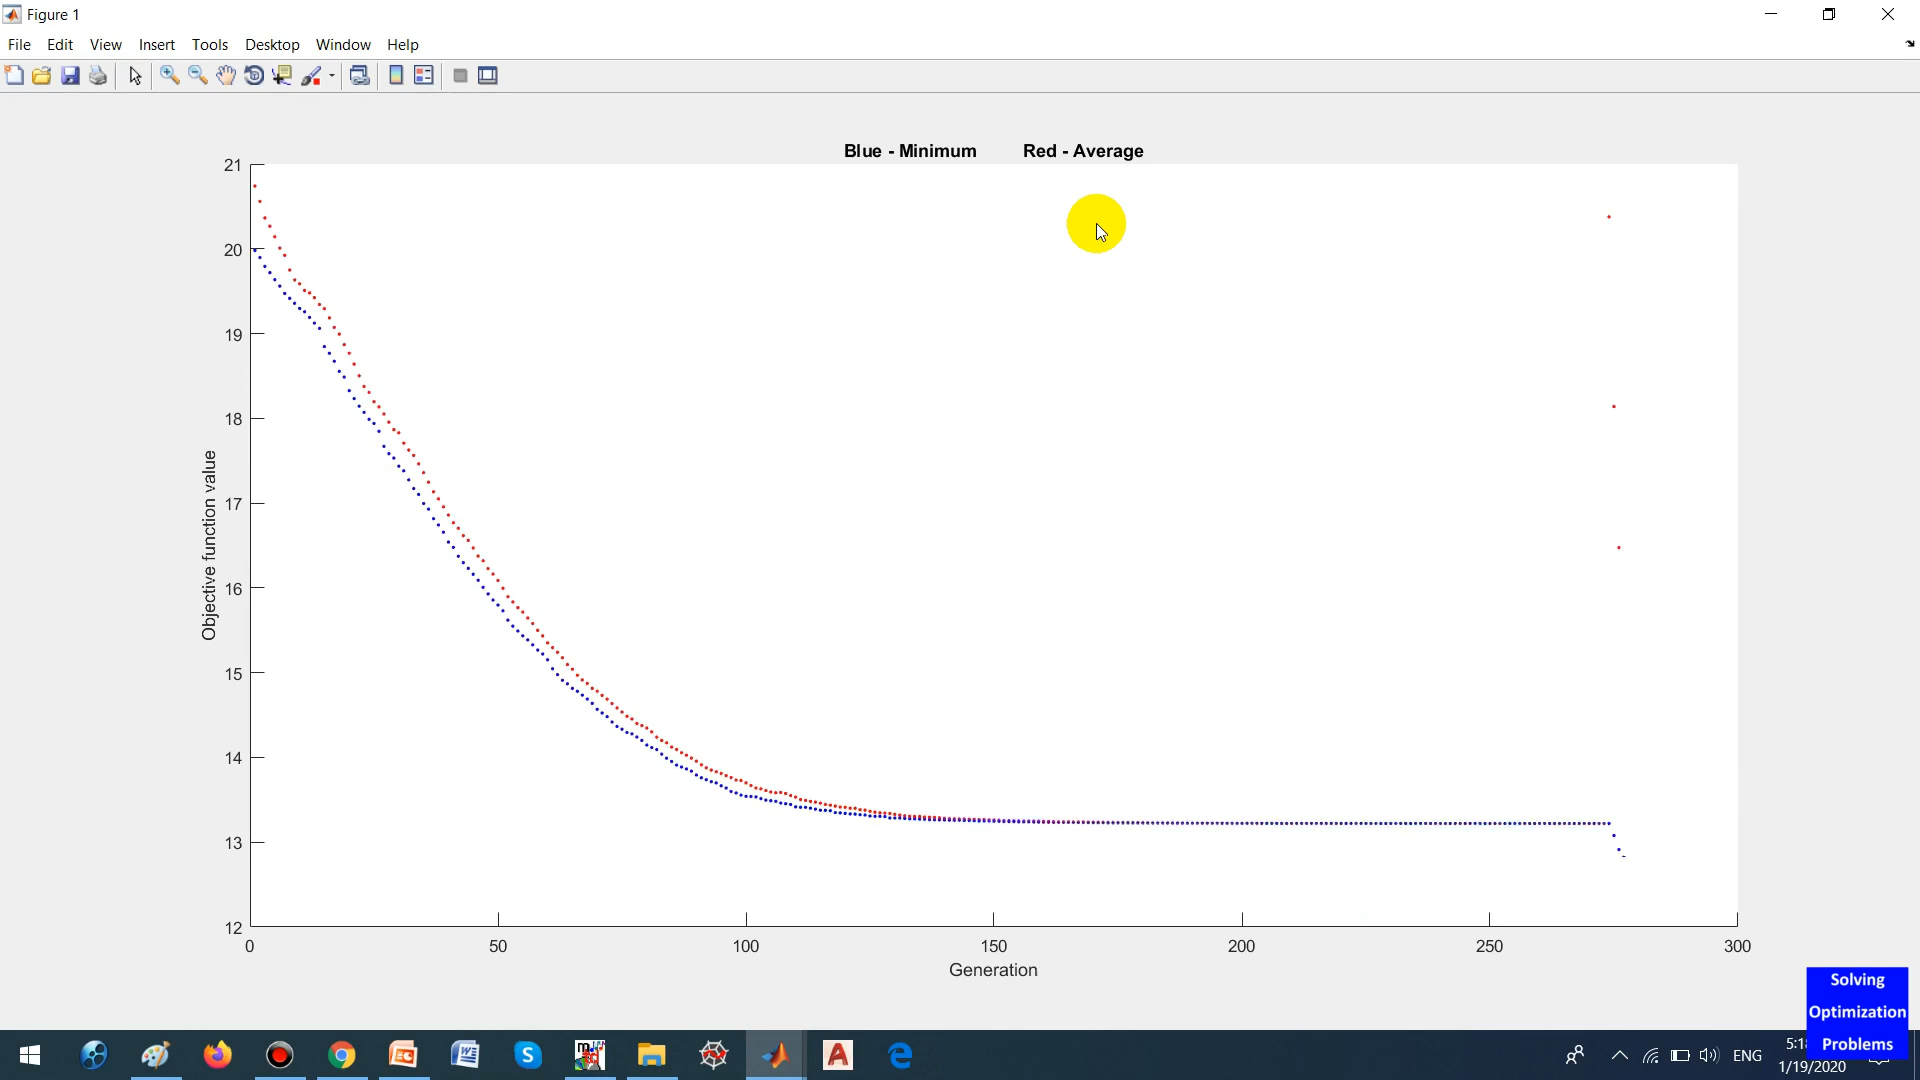 Figure 1
File Edit View Insert Tools Desktop Window Help
Blue - Minimum Red - Average
21
20
19
18
17
16
15
14
13
12
Objective function value
0 50 100 150 200 250 300
Generation
Solving
Optimization
Problems
ENG
5:1
1/19/2020